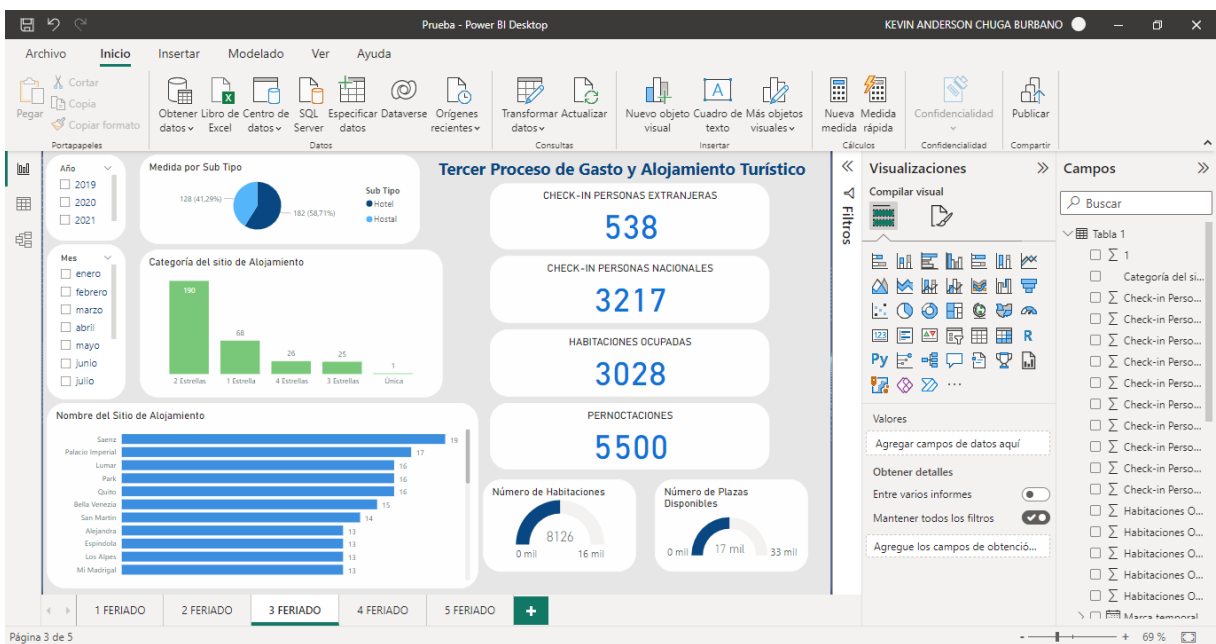 Prueba - Power BI Desktop
KEVIN ANDERSON CHUGA BURBANO
Archivo
Inicio
Insertar
Modelado
Ver
Ayuda
Pegar
Cortar
Copia
Copiar formato
Portapapeles
Obtener datos
Libro de Excel
Centro de datos
SQL Server
Especificar datos
Dataverse
Orígenes recientes
Datos
Transformar datos
Actualizar
Consultas
Nuevo objeto visual
Cuadro de texto
Más objetos visuales
Insertar
Nueva medida
Medida rápida
Cálculos
Confidencialidad
Confidencialidad
Publicar
Compartir
Año
2019
2020
2021
Mes
enero
febrero
marzo
abril
mayo
junio
julio
Medida por Sub Tipo
128 (41,29%)
182 (58,71%)
Sub Tipo
Hotel
Hostal
Categoría del sitio de Alojamiento
190
68
26
25
1
2 Estrellas
1 Estrella
4 Estrellas
3 Estrellas
Única
Nombre del Sitio de Alojamiento
Saenz 19
Palacio Imperial 17
Lumar 16
Park 16
Quito 16
Bella Venezia 15
San Martin 14
Alejandra 13
Espindola 13
Los Alpes 13
Mi Madrigal 13
Tercer Proceso de Gasto y Alojamiento Turístico
CHECK-IN PERSONAS EXTRANJERAS
538
CHECK-IN PERSONAS NACIONALES
3217
HABITACIONES OCUPADAS
3028
PERNOCTACIONES
5500
Número de Habitaciones
8126
0 mil
16 mil
Número de Plazas
Disponibles
17 mil
0 mil
33 mil
Filtros
Visualizaciones
Compilar visual
123
R
Py
...
Valores
Agregar campos de datos aquí
Obtener detalles
Entre varios informes
Mantener todos los filtros
Agregue los campos de obtenció...
Campos
Buscar
Tabla 1
∑ 1
Categoría del si...
∑ Check-in Perso...
∑ Check-in Perso...
∑ Check-in Perso...
∑ Check-in Perso...
∑ Check-in Perso...
∑ Check-in Perso...
∑ Check-in Perso...
∑ Check-in Perso...
∑ Check-in Perso...
∑ Check-in Perso...
∑ Habitaciones O...
∑ Habitaciones O...
∑ Habitaciones O...
∑ Habitaciones O...
∑ Habitaciones O...
Marca temporal
1 FERIADO
2 FERIADO
3 FERIADO
4 FERIADO
5 FERIADO
+
Página 3 de 5
- + 69 %